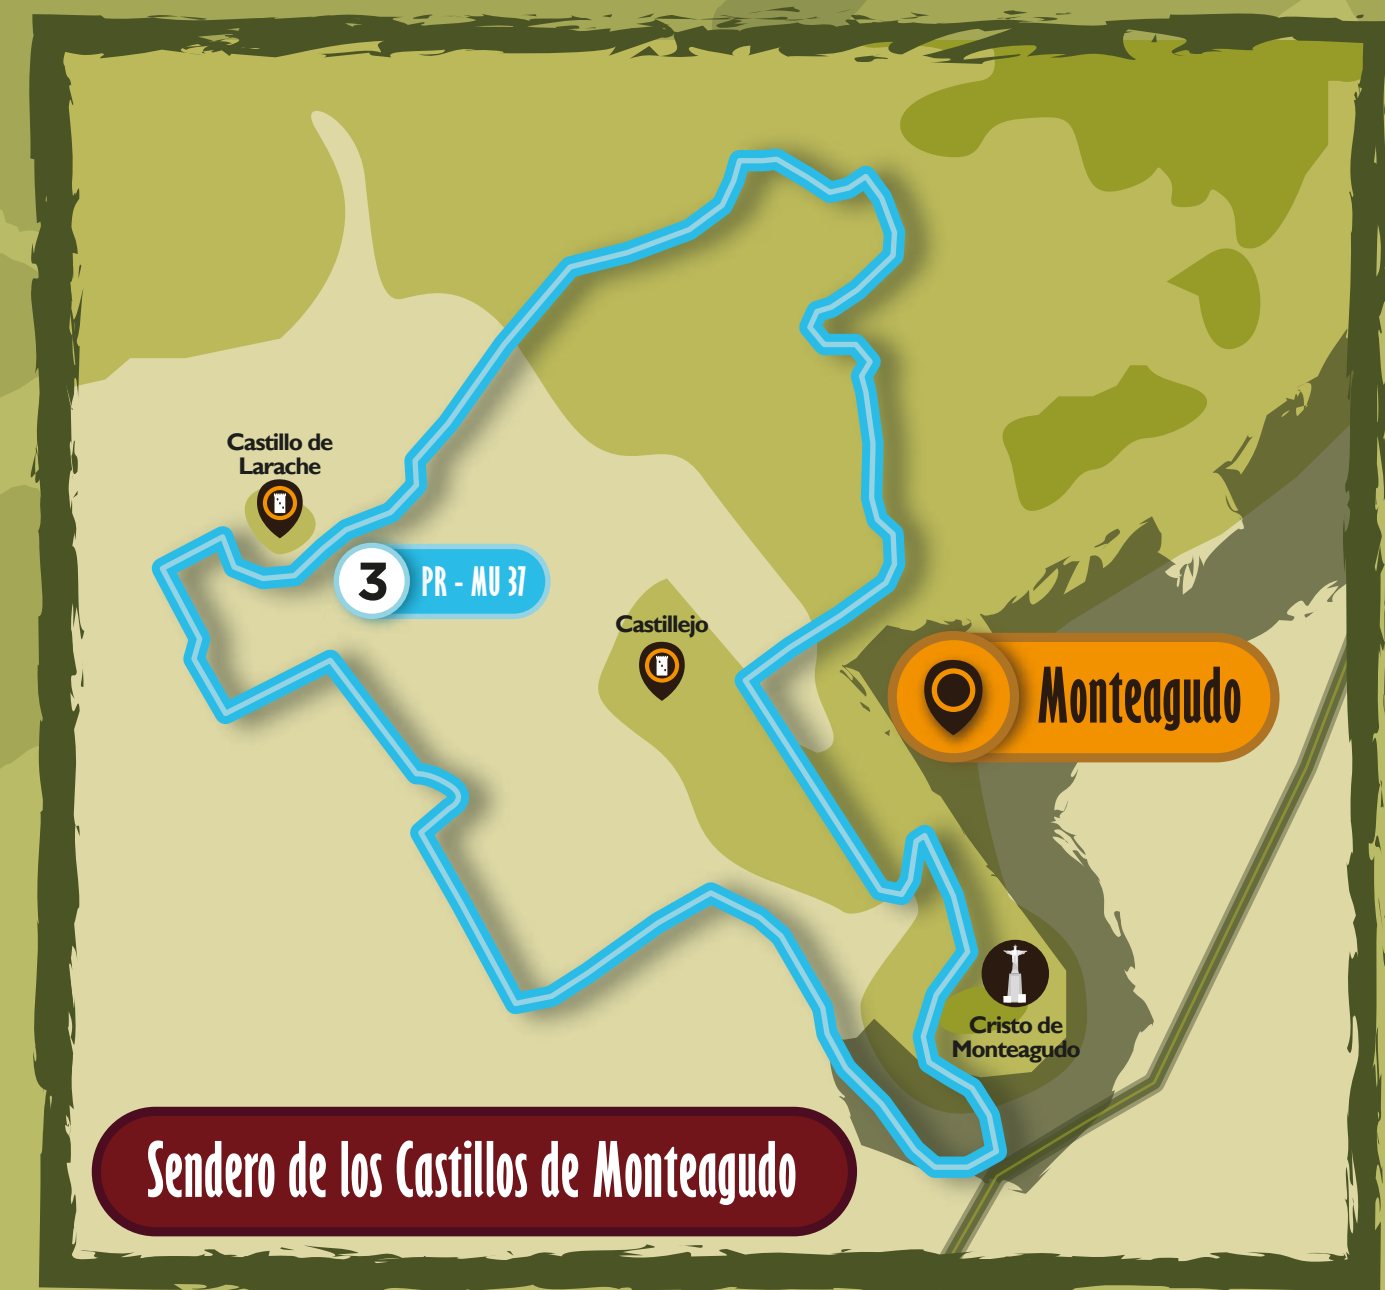 Castillo de
Larache
3
PR - MU 37
Castillejo
Monteagudo
Cristo de
Monteagudo
Sendero de los Castillos de Monteagudo